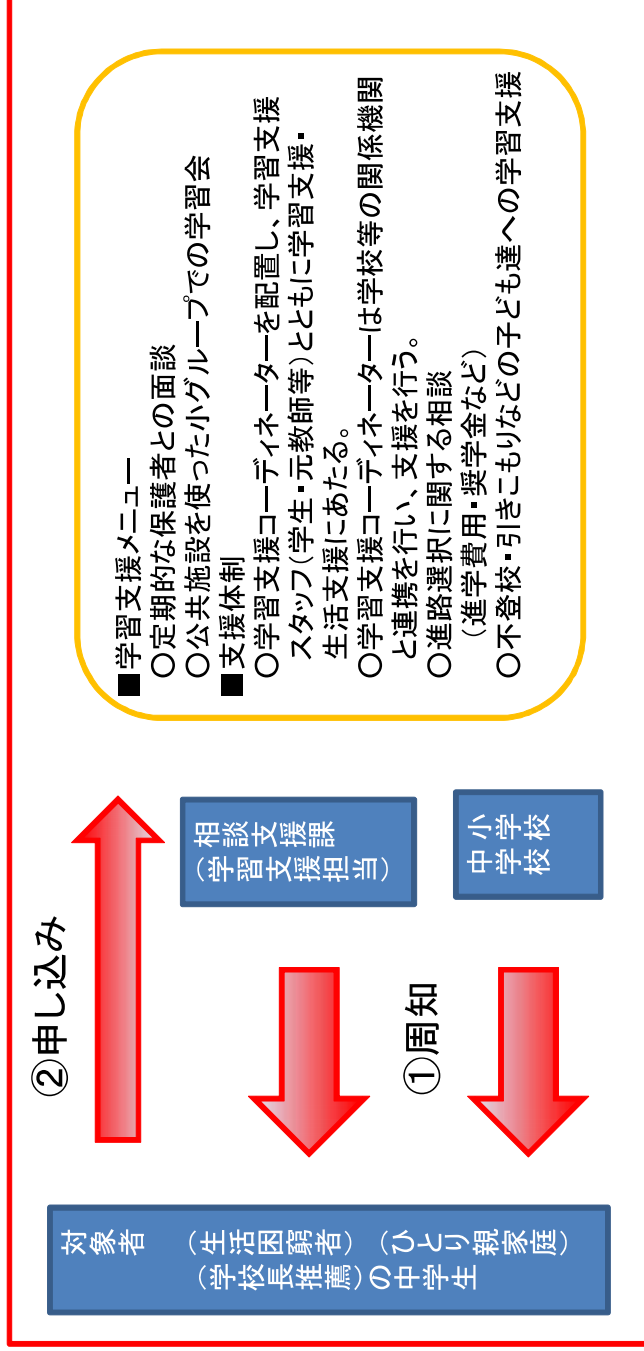 ②申し込み
対象者　（生活困窮者）（ひとり親家庭）
（学校長推薦）の中学生
①周知
相談支援課
（学習支援担当）
小学校
中学校
■学習支援メニュー
○定期的な保護者との面談
○公共施設を使った小グループでの学習会
■支援体制
○学習支援コーディネーターを配置し、学習支援
スタッフ（学生・元教師等）とともに学習支援・
生活支援にあたる。
○学習支援コーディネーターは学校等の関係機関
と連携を行い、支援を行う。
○進路選択に関する相談
（進学費用・奨学金など）
○不登校・引きこもりなどの子ども達への学習支援